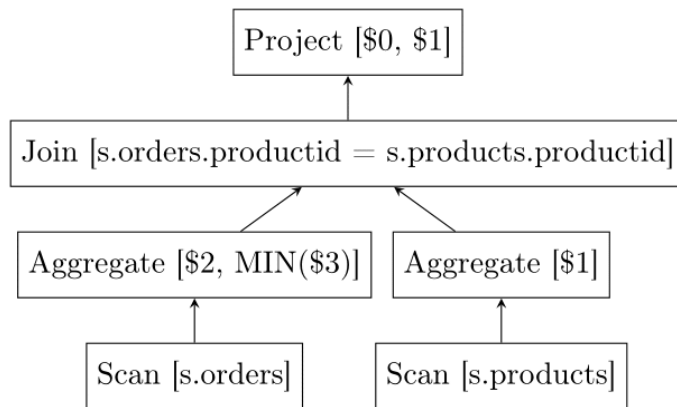 Project [$0, $1]
Join [s.orders.productid = s.products.productid]
Aggregate [$2, MIN($3)]
Aggregate [$1]
Scan [s.orders]
Scan [s.products]